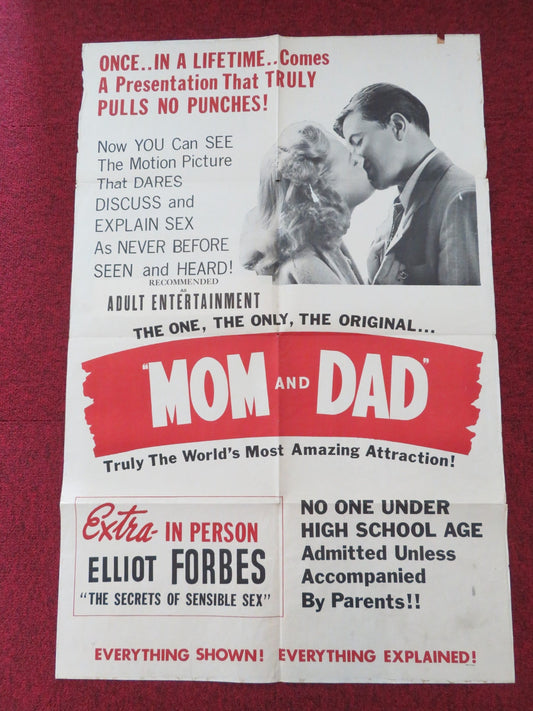 ONCE..IN A LIFETIME..Comes
A Presentation That TRULY
PULLS NO PUNCHES!
Now YOU Can SEE
The Motion Picture
That DARES
DISCUSS and
EXPLAIN SEX
As NEVER BEFORE
SEEN and HEARD!
RECOMMENDED
AS
ADULT ENTERTAINMENT
THE ONE, THE ONLY, THE ORIGINAL...
"MOM AND DAD"
Truly The World's Most Amazing Attraction!
Extra- IN PERSON
ELLIOT FORBES
"THE SECRETS OF SENSIBLE SEX"
NO ONE UNDER
HIGH SCHOOL AGE
Admitted Unless
Accompanied
By Parents!!
EVERYTHING SHOWN! EVERYTHING EXPLAINED!